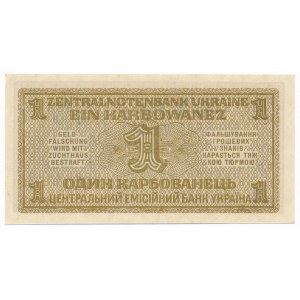 ZENTRALNOTENBANK UKRAINE
EIN KARBOWANEZ
1
1
1
GELD
FÄLSCHUNG
WIRD MIT
ZUCHTHAUS
BESTRAFT
ФАЛЬШУВАННЯ
ГРОШЕВИХ
ЗНАКІВ
КАРАЄТЬСЯ ТЯЖ
КОЮ ТЮРМОЮ
ОДИН КАРБОВАНЕЦЬ
ЦЕНТРАЛЬНИЙ ЕМІСІЙНИЙ БАНК УКРАЇНА
1
1